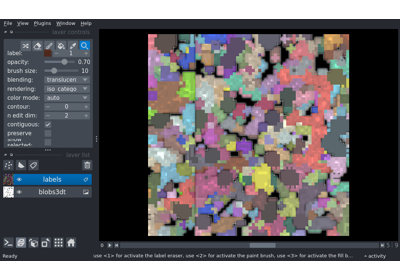 File View Plugins Window Help
layer controls
label: 1
opacity: 0.70
brush size: 10
blending: translucen
rendering: iso_catego
color mode: auto
contour: 0
n edit dim: 2
contiguous:
preserve
show
selected:
layer list
labels
blobs3dt
0
Ready
use <1> for activate the label eraser, use <2> for activate the paint brush, use <3> for activate the fill b...
activity